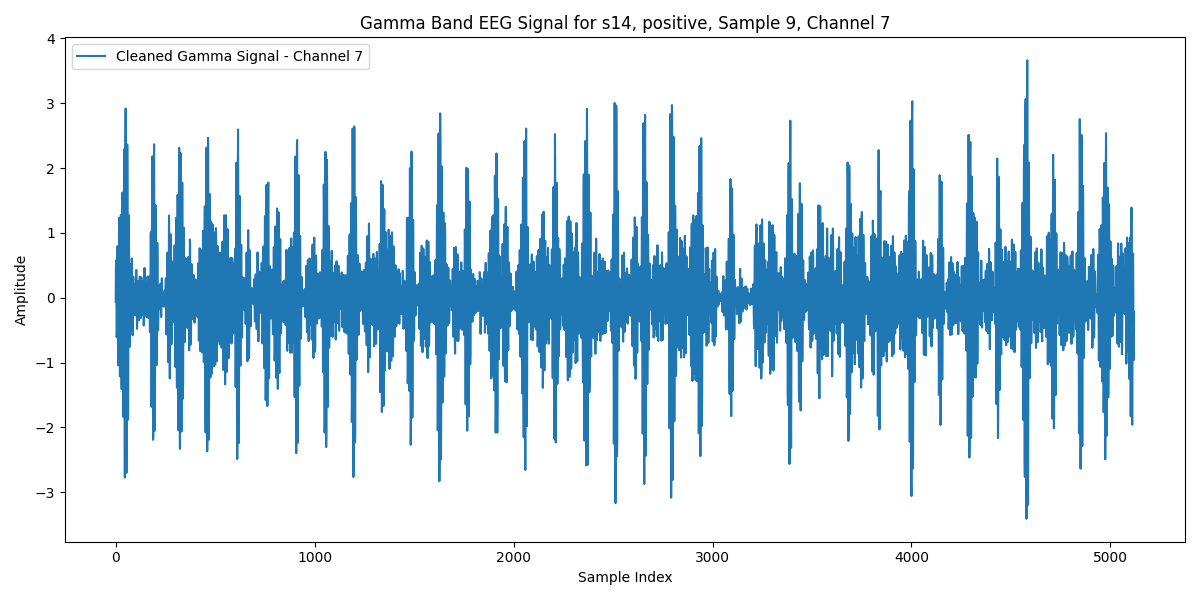 Gamma Band EEG Signal for s14, positive, Sample 9, Channel 7
Cleaned Gamma Signal - Channel 7
4
3
2
1
0
−1
−2
−3
Amplitude
0 1000 2000 3000 4000 5000
Sample Index